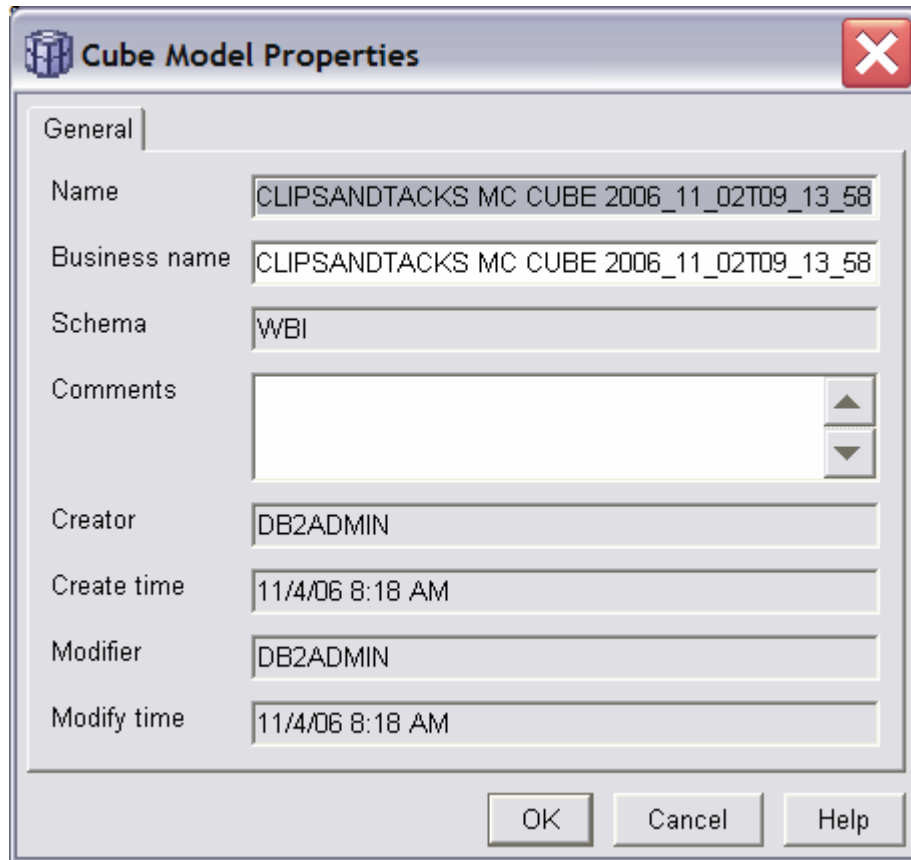 Cube Model Properties
General
Name CLIPSANDTACKS MC CUBE 2006_11_02T09_13_58
Business name CLIPSANDTACKS MC CUBE 2006_11_02T09_13_58
Schema WBI
Comments
Creator DB2ADMIN
Create time 11/4/06 8:18 AM
Modifier DB2ADMIN
Modify time 11/4/06 8:18 AM
OK Cancel Help